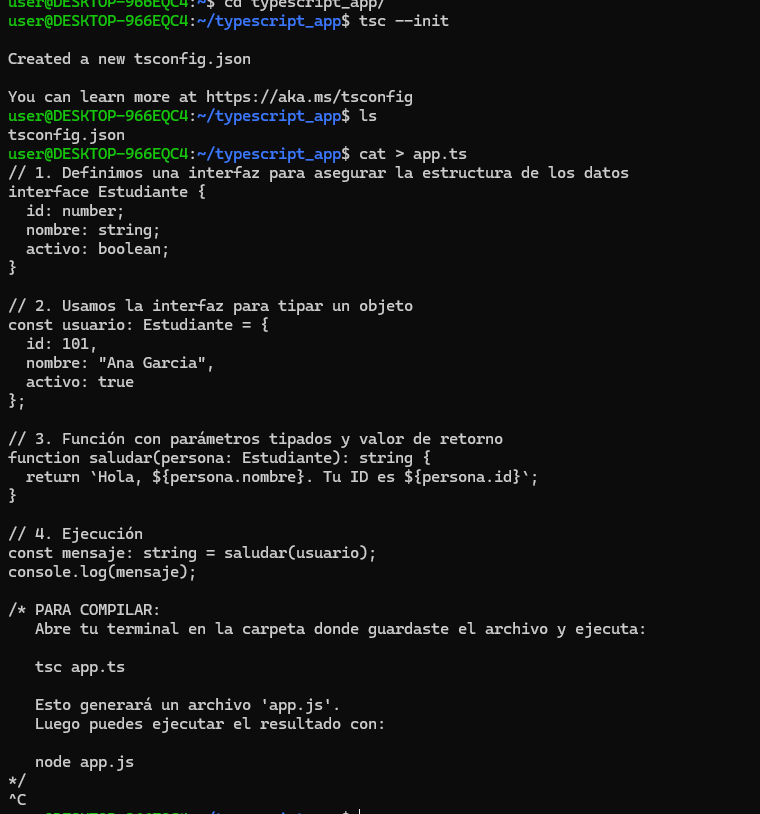 user@DESKTOP-966EQC4:~$ cd typescript_app/
user@DESKTOP-966EQC4:~/typescript_app$ tsc --init

Created a new tsconfig.json

You can learn more at https://aka.ms/tsconfig
user@DESKTOP-966EQC4:~/typescript_app$ ls
tsconfig.json
user@DESKTOP-966EQC4:~/typescript_app$ cat > app.ts
// 1. Definimos una interfaz para asegurar la estructura de los datos
interface Estudiante {
  id: number;
  nombre: string;
  activo: boolean;
}

// 2. Usamos la interfaz para tipar un objeto
const usuario: Estudiante = {
  id: 101,
  nombre: "Ana Garcia",
  activo: true
};

// 3. Función con parámetros tipados y valor de retorno
function saludar(persona: Estudiante): string {
  return `Hola, ${persona.nombre}. Tu ID es ${persona.id}`;
}

// 4. Ejecución
const mensaje: string = saludar(usuario);
console.log(mensaje);

/* PARA COMPILAR:
   Abre tu terminal en la carpeta donde guardaste el archivo y ejecuta:

   tsc app.ts

   Esto generará un archivo 'app.js'.
   Luego puedes ejecutar el resultado con:

   node app.js
*/
^C